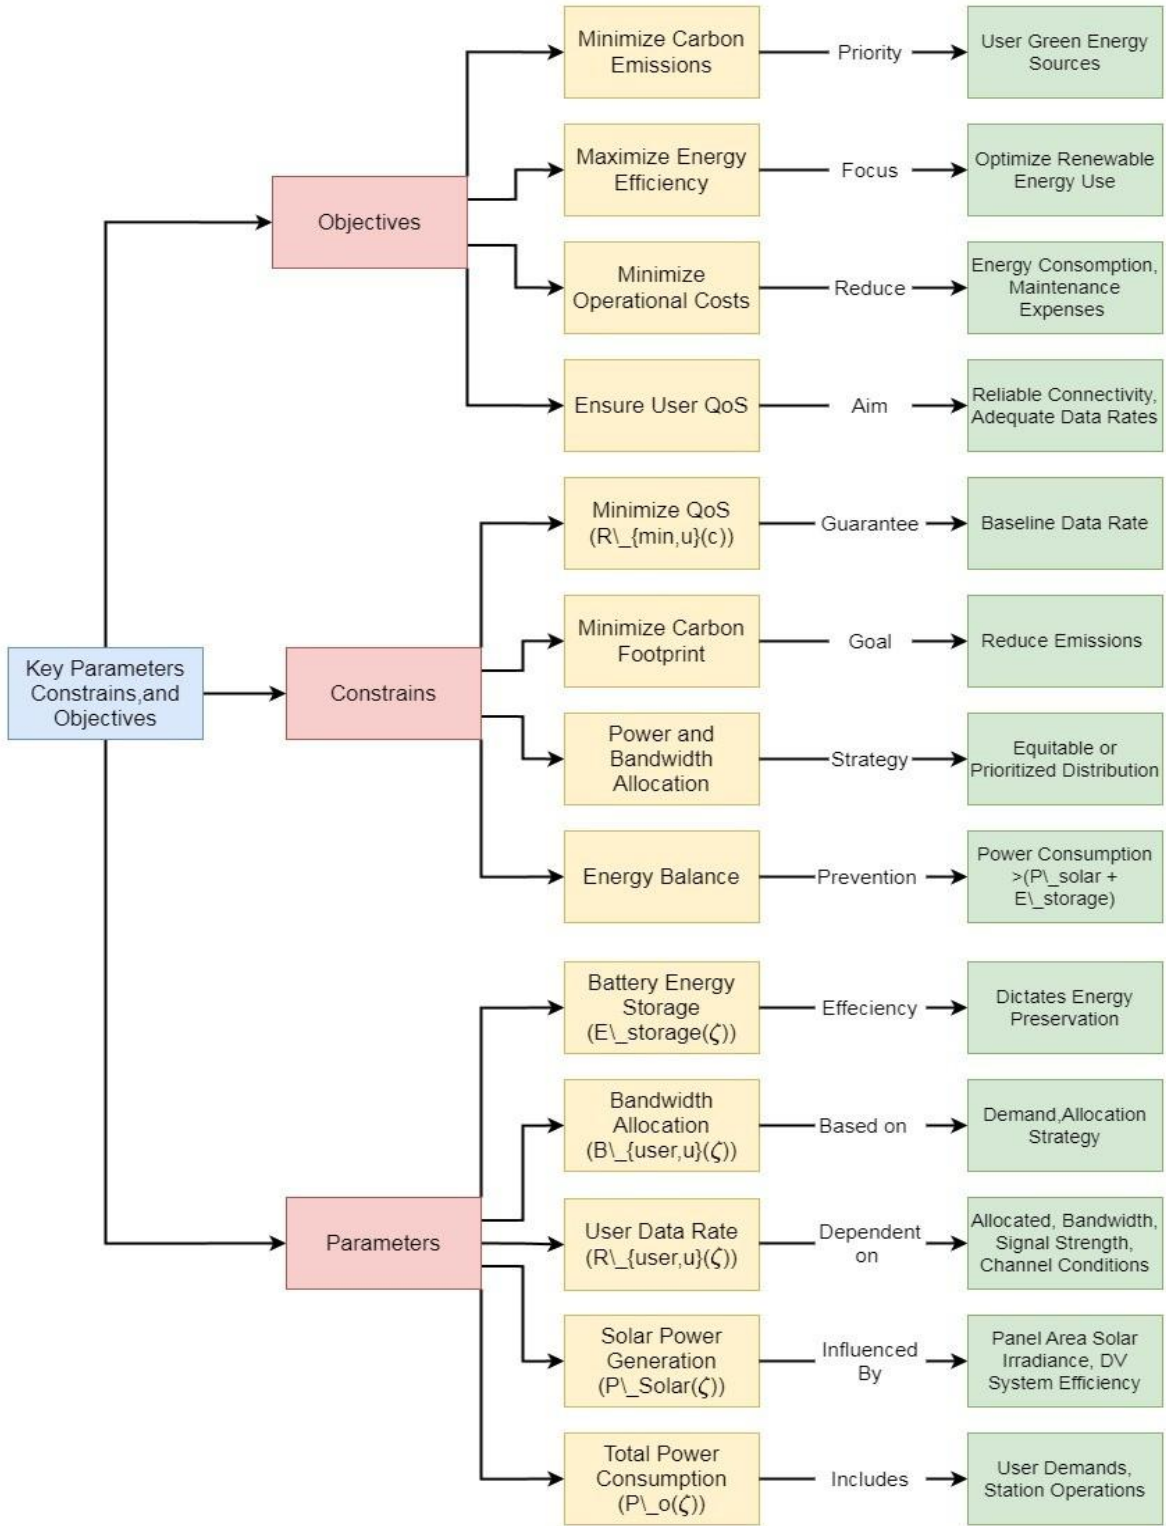 Minimize Carbon
Emissions
Priority
User Green Energy
Sources
Maximize Energy
Efficiency
Focus
Optimize Renewable
Energy Use
Objectives
Minimize
Operational Costs
Reduce
Energy Consomption,
Maintenance
Expenses
Ensure User QoS
Aim
Reliable Connectivity,
Adequate Data Rates
Minimize QoS
(R\_{min,u}(c))
Guarantee
Baseline Data Rate
Key Parameters
Constrains,and
Objectives
Constrains
Minimize Carbon
Footprint
Goal
Reduce Emissions
Power and
Bandwidth
Allocation
Strategy
Equitable or
Prioritized Distribution
Energy Balance
Prevention
Power Consumption
>(P\_solar +
E\_storage)
Battery Energy
Storage
(E\_storage(ζ))
Effeciency
Dictates Energy
Preservation
Bandwidth
Allocation
(B\_{user,u}(ζ))
Based on
Demand,Allocation
Strategy
Parameters
User Data Rate
(R\_{user,u}(ζ))
Dependent
on
Allocated, Bandwidth,
Signal Strength,
Channel Conditions
Solar Power
Generation
(P\_Solar(ζ))
Influenced
By
Panel Area Solar
Irradiance, DV
System Efficiency
Total Power
Consumption
(P\_o(ζ))
Includes
User Demands,
Station Operations